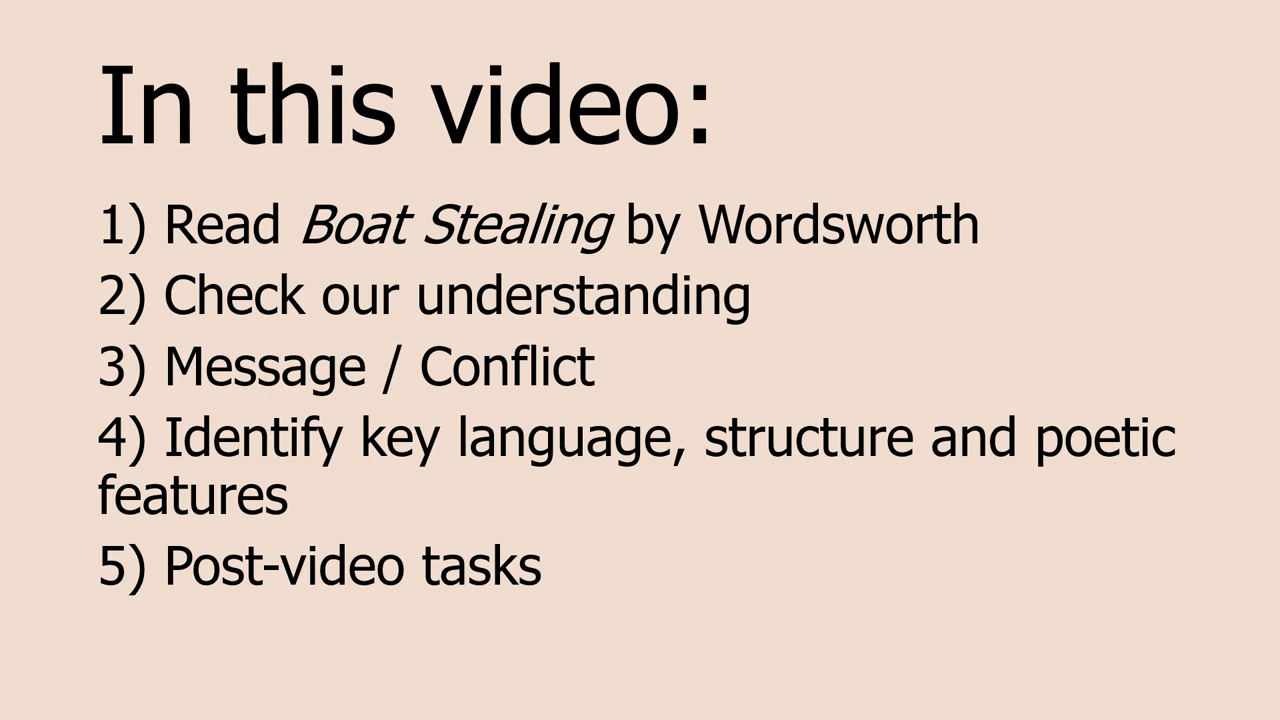 In this video:
1) Read Boat Stealing by Wordsworth
2) Check our understanding
3) Message / Conflict
4) Identify key language, structure and poetic
features
5) Post-video tasks